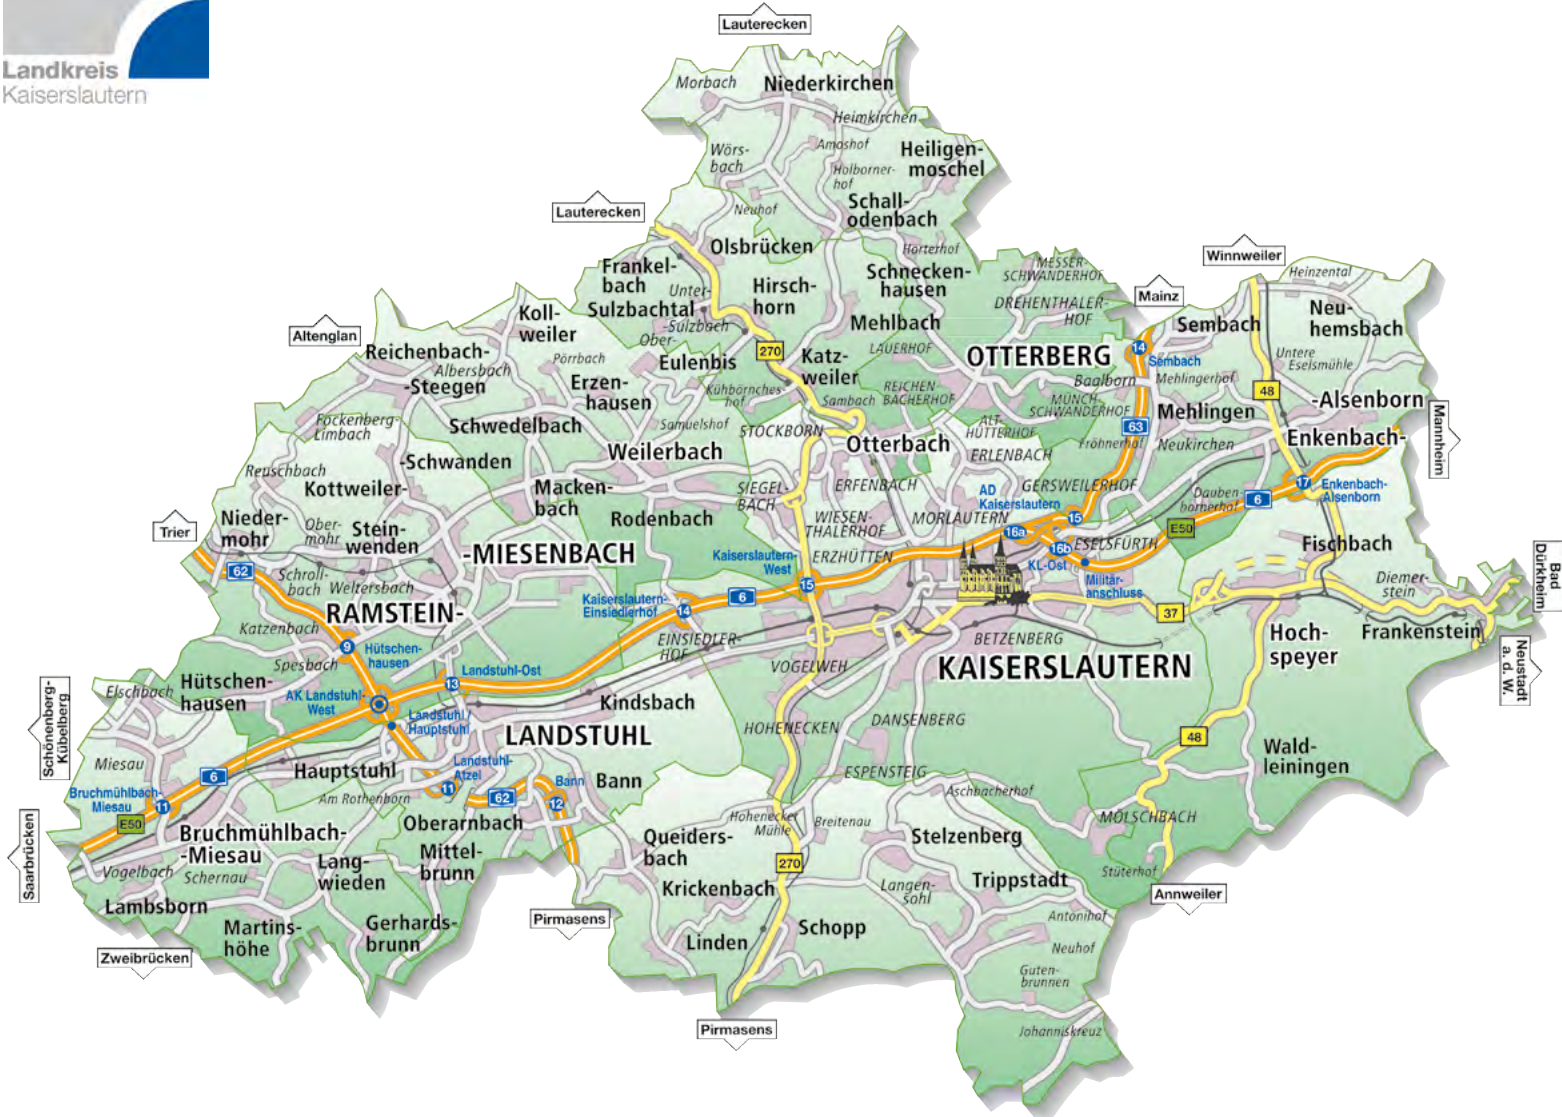 Landkreis
Kaiserslautern
Lauterecken
Morbach
Niederkirchen
Heimkirchen
Amoshof
Wörs-
bach
Heiligen-
moschel
Holborner-
hof
Schall-
odenbach
Neuhof
Lauterecken
Olsbrücken
Hörterhof
Frankel-
bach
Hirsch-
horn
Schnecken-
hausen
MESSER-
SCHWANDERHOF
Winnweiler
Heinzental
Unter-
-Sulzbach
Sulzbachtal
DREHENTHALER-
HOF
Mainz
Neu-
hemsbach
Koll-
weiler
Ober-
Mehlbach
Sembach
Altenglan
270
LAUERHOF
OTTERBERG
14
Sembach
Untere
Eselsmühle
Reichenbach-
-Steegen
Albersbach
Pörrbach
Eulenbis
Katz-
weiler
Erzen-
hausen
Kühbörnches
hof
Sambach
REICHEN
BACHERHOF
Baalborn
Mehlingerhof
48
-Alsenborn
MÜNCH-
SCHWANDERHOF
Mehlingen
Fockenberg-
Limbach
Schwedelbach
Samuelshof
STOCKBORN
ALT-
HÜTTERHOF
63
Mannheim
Otterbach
Fröhnerhof
Neukirchen
Enkenbach-
-Schwanden
Weilerbach
ERLENBACH
Reuschbach
Kottweiler-
Macken-
bach
SIEGEL-
BACH
ERFENBACH
GERSWEILERHOF
17
Enkenbach-
Alsenborn
AD
Kaiserslautern
Dauben-
bornerhof
6
Trier
Nieder-
mohr
Ober-
mohr
Stein-
wenden
Rodenbach
WIESEN-
THALERHOF
MORLAUTERN
15
16a
E50
-MIESENBACH
Kaiserslautern-
West
ERZHÜTTEN
16b
ESELSFÜRTH
Fischbach
KL-Ost
62
Schroll-
bach
Weltersbach
Militär-
anschluss
Diemer-
stein
Bad
Dürkheim
RAMSTEIN-
Kaiserslautern-
Einsiedlerhof
14
6
15
37
Katzenbach
9
Hütschen-
hausen
EINSIEDLER-
HOF
BETZENBERG
Hoch-
speyer
Frankenstein
Spesbach
VOGELWEH
KAISERSLAUTERN
Neustadt
a. d. W.
Elschbach
Hütschen-
hausen
AK Landstuhl-
West
13
Landstuhl-Ost
Kindsbach
Schönenberg-
Kübelberg
Landstuhl /
Hauptstuhl
LANDSTUHL
HOHENECKEN
DANSENBERG
48
Miesau
6
Hauptstuhl
Landstuhl-
Atzel
Wald-
leiningen
Bruchmühlbach-
Miesau
11
Am Rothenborn
11
62
Bann
12
Bann
ESPENSTEIG
Aschbacherhof
E50
Oberarnbach
Hohenecker
Mühle
Breitenau
MÖLSCHBACH
Bruchmühlbach-
-Miesau
Queiders-
bach
Stelzenberg
Saarbrücken
Vogelbach
Schernau
Lang-
wieden
Mittel-
brunn
270
Stüterhof
Krickenbach
Langen-
sohl
Trippstadt
Annweiler
Lambsborn
Martins-
höhe
Gerhards-
brunn
Pirmasens
Schopp
Antonihof
Linden
Neuhof
Zweibrücken
Guten-
brunnen
Pirmasens
Johanniskreuz